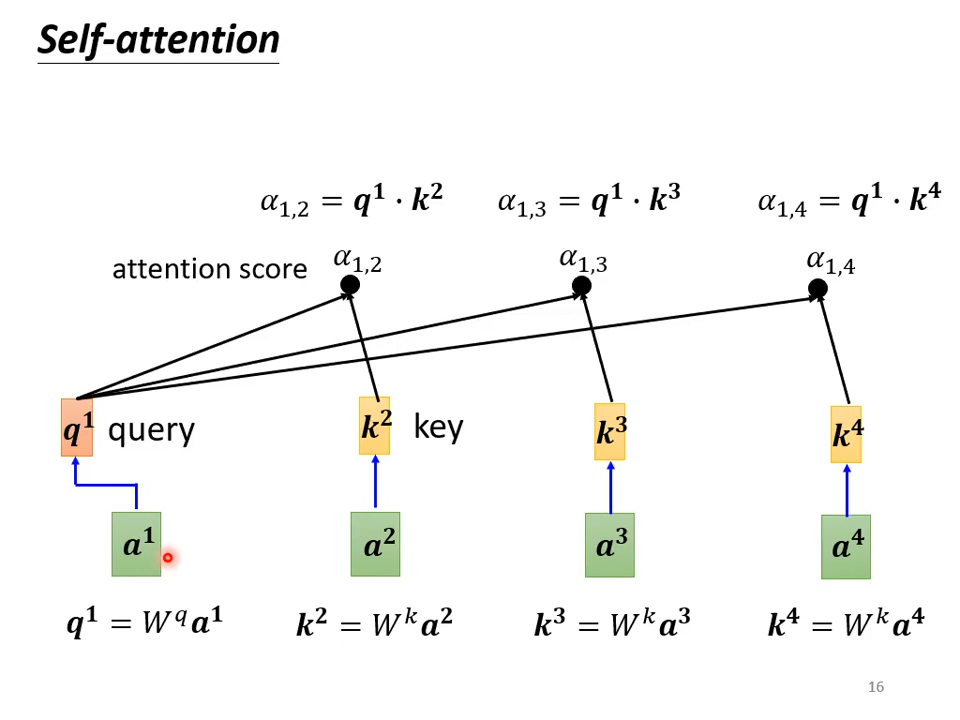 Self-attention
α1,2 = q¹ · k² α1,3 = q¹ · k³ α1,4 = q¹ · k⁴
attention score α1,2 α1,3 α1,4
q¹ query k² key k³ k⁴
a¹ a² a³ a⁴
q¹ = Wqa¹ k² = Wka² k³ = Wka³ k⁴ = Wka⁴
16